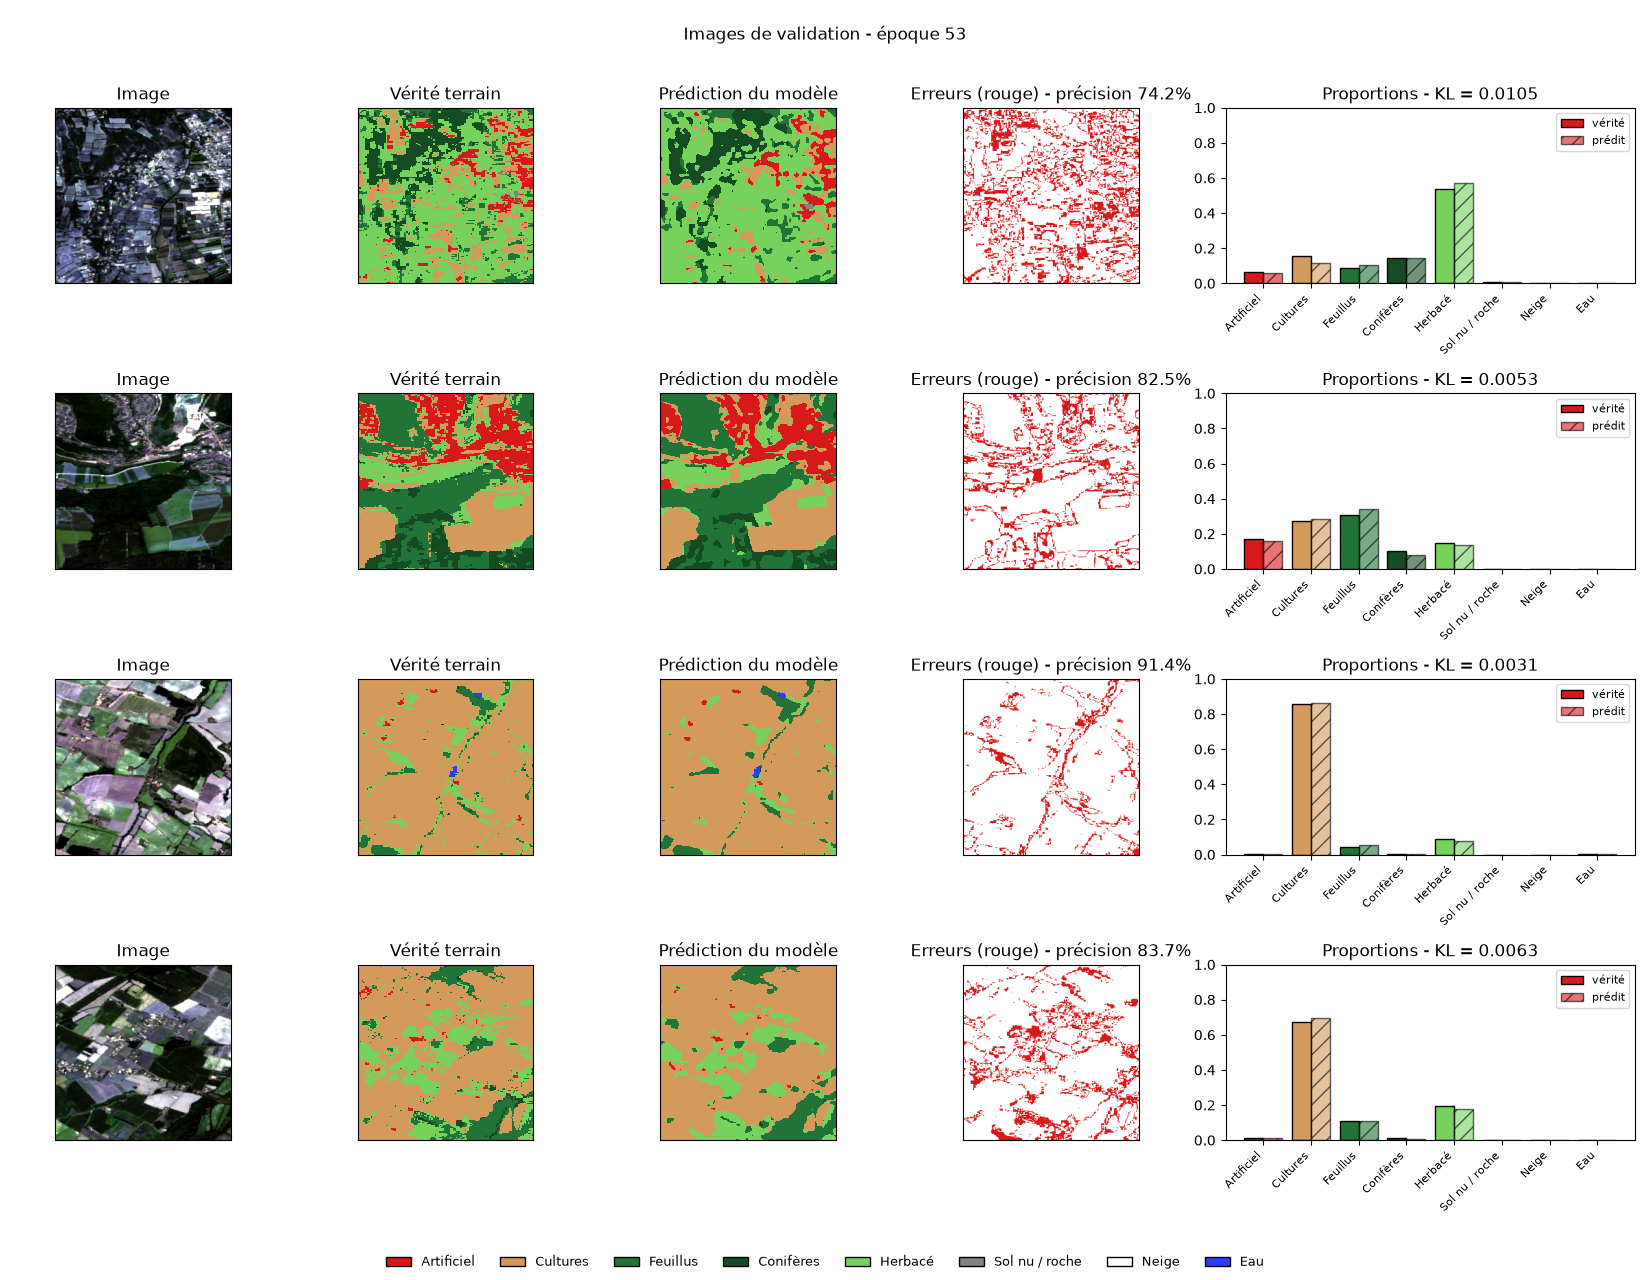 Images de validation - époque 53
Image
Vérité terrain
Prédiction du modèle
Erreurs (rouge) - précision 74.2%
Proportions - KL = 0.0105
1.0
0.8
0.6
0.4
0.2
0.0
vérité
prédit
Artificiel
Cultures
Feuillus
Conifères
Herbacé
Sol nu / roche
Neige
Eau
Image
Vérité terrain
Prédiction du modèle
Erreurs (rouge) - précision 82.5%
Proportions - KL = 0.0053
1.0
0.8
0.6
0.4
0.2
0.0
vérité
prédit
Artificiel
Cultures
Feuillus
Conifères
Herbacé
Sol nu / roche
Neige
Eau
Image
Vérité terrain
Prédiction du modèle
Erreurs (rouge) - précision 91.4%
Proportions - KL = 0.0031
1.0
0.8
0.6
0.4
0.2
0.0
vérité
prédit
Artificiel
Cultures
Feuillus
Conifères
Herbacé
Sol nu / roche
Neige
Eau
Image
Vérité terrain
Prédiction du modèle
Erreurs (rouge) - précision 83.7%
Proportions - KL = 0.0063
1.0
0.8
0.6
0.4
0.2
0.0
vérité
prédit
Artificiel
Cultures
Feuillus
Conifères
Herbacé
Sol nu / roche
Neige
Eau
Artificiel Cultures Feuillus Conifères Herbacé Sol nu / roche Neige Eau